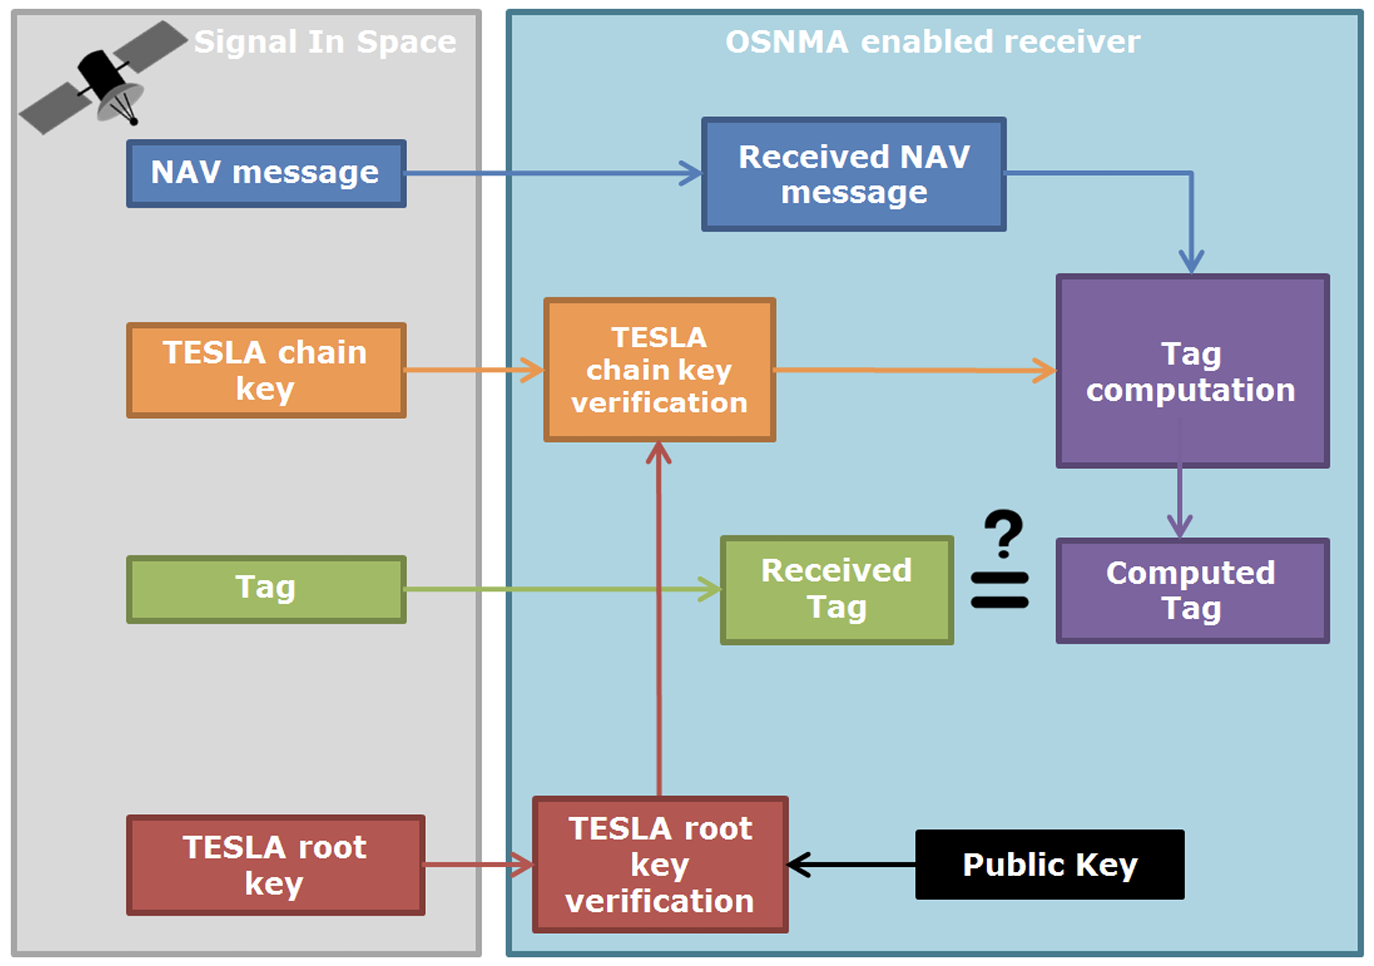 Signal In Space
OSNMA enabled receiver
NAV message
Received NAV
message
TESLA chain
key
TESLA
chain key
verification
Tag
computation
Tag
Received
Tag
?
=
Computed
Tag
TESLA root
key
TESLA root
key
verification
Public Key